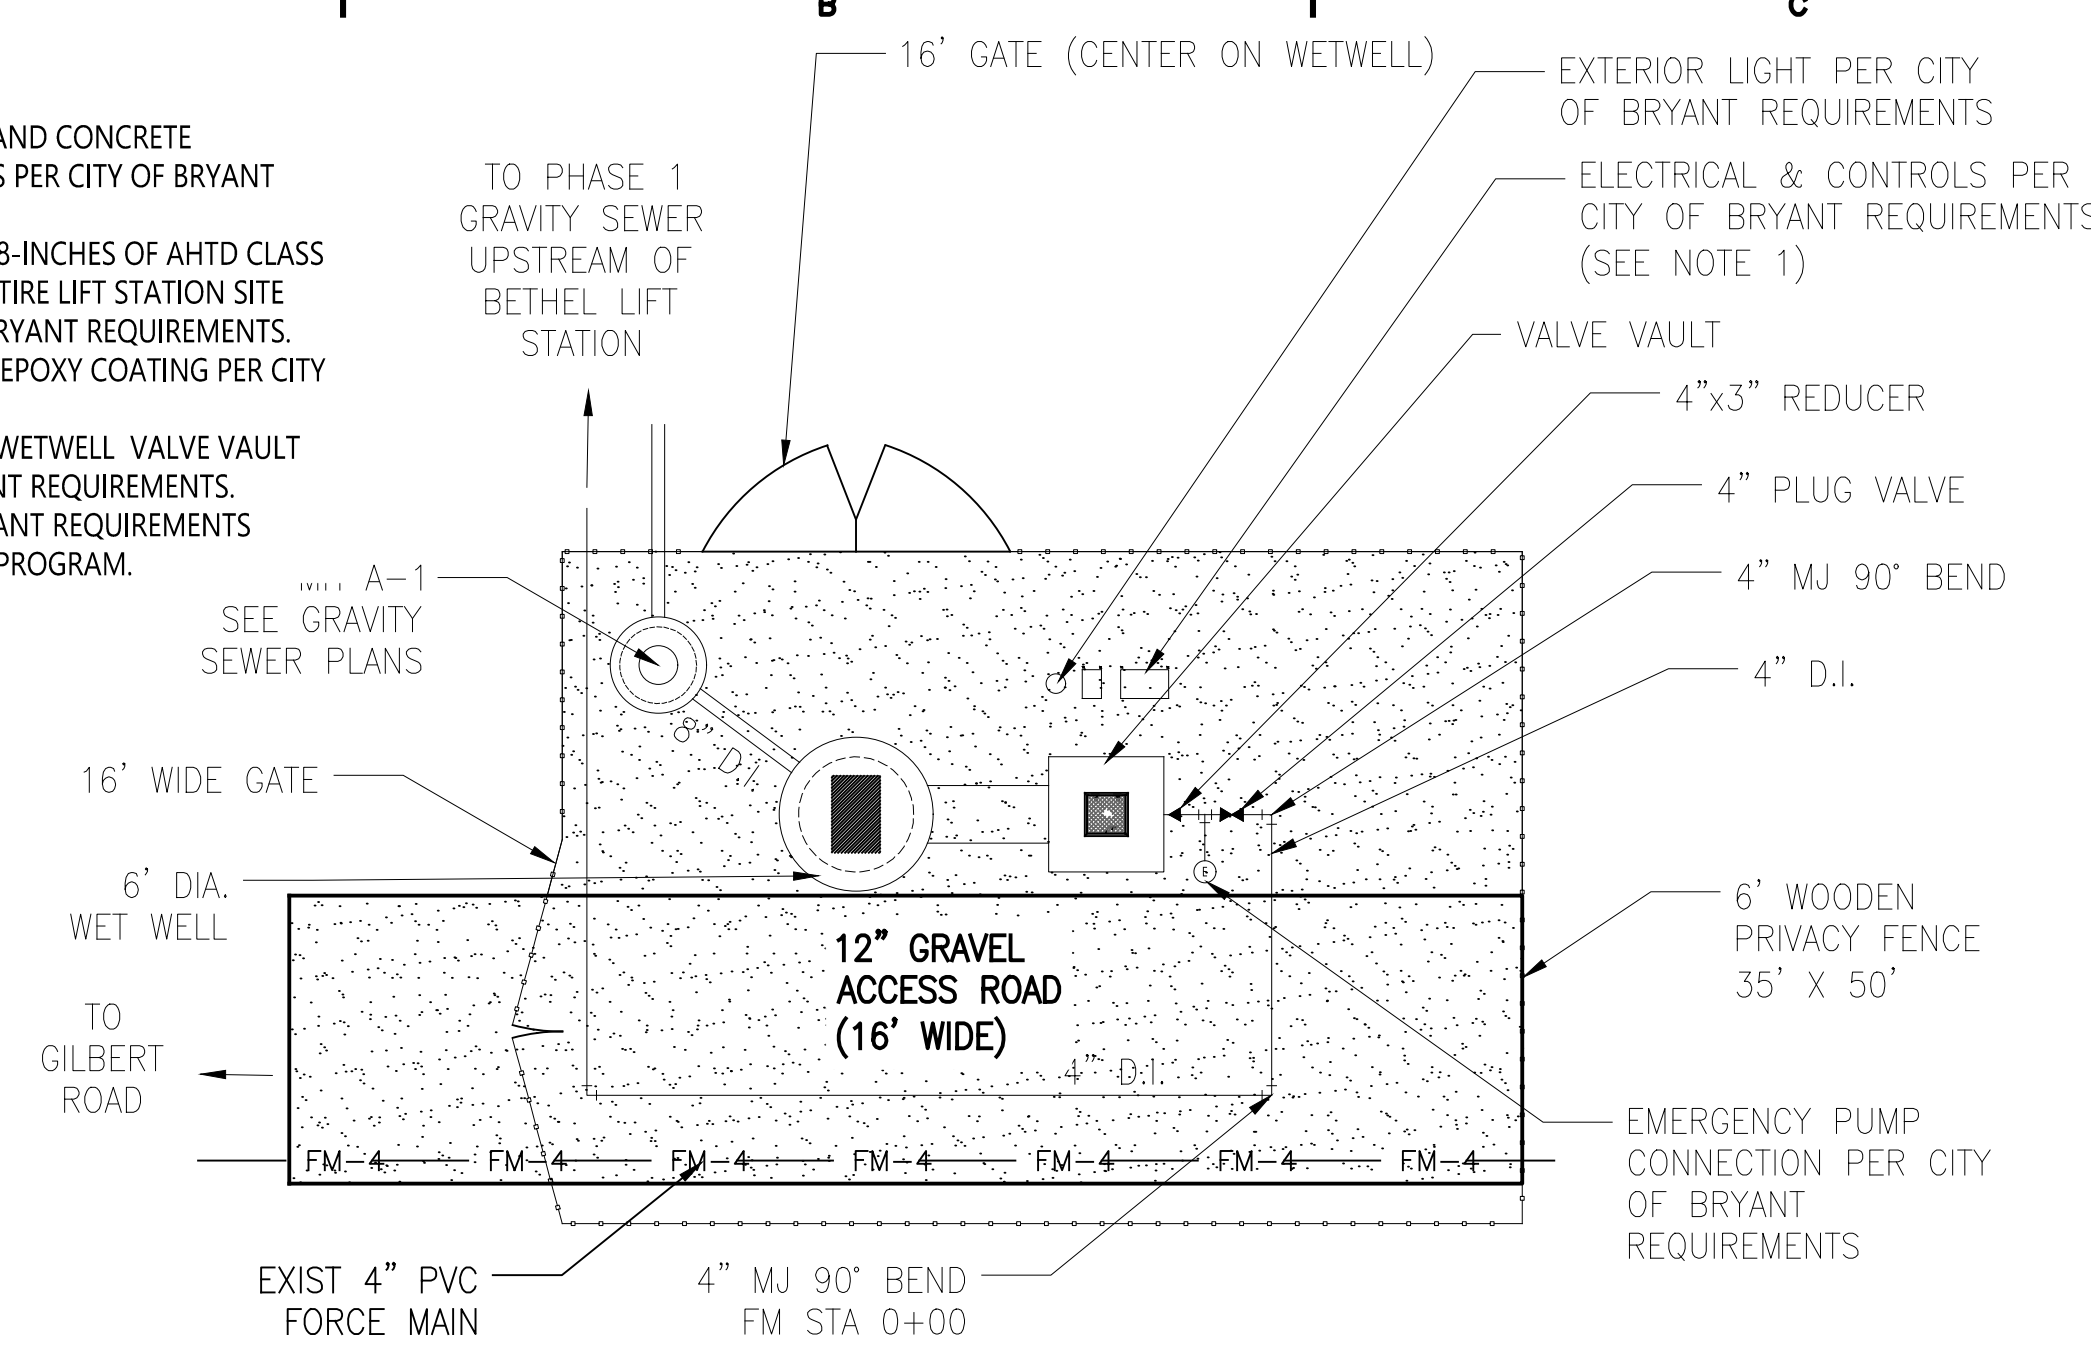 B
C
AND CONCRETE
S PER CITY OF BRYANT
8-INCHES OF AHTD CLASS
TIRE LIFT STATION SITE
RYANT REQUIREMENTS.
EPOXY COATING PER CITY
WETWELL VALVE VAULT
NT REQUIREMENTS.
ANT REQUIREMENTS
PROGRAM.
16' GATE (CENTER ON WETWELL)
EXTERIOR LIGHT PER CITY
OF BRYANT REQUIREMENTS
TO PHASE 1
GRAVITY SEWER
UPSTREAM OF
BETHEL LIFT
STATION
ELECTRICAL & CONTROLS PER
CITY OF BRYANT REQUIREMENTS
(SEE NOTE 1)
VALVE VAULT
4"x3" REDUCER
4" PLUG VALVE
4" MJ 90° BEND
4" D.I.
A-1
SEE GRAVITY
SEWER PLANS
8" D.I.
16' WIDE GATE
6' DIA.
WET WELL
E
12" GRAVEL
ACCESS ROAD
(16' WIDE)
6' WOODEN
PRIVACY FENCE
35' X 50'
TO
GILBERT
ROAD
4" D.I.
FM-4 FM-4 FM-4 FM-4 FM-4 FM-4 FM-4
EMERGENCY PUMP
CONNECTION PER CITY
OF BRYANT
REQUIREMENTS
EXIST 4" PVC
FORCE MAIN
4" MJ 90° BEND
FM STA 0+00